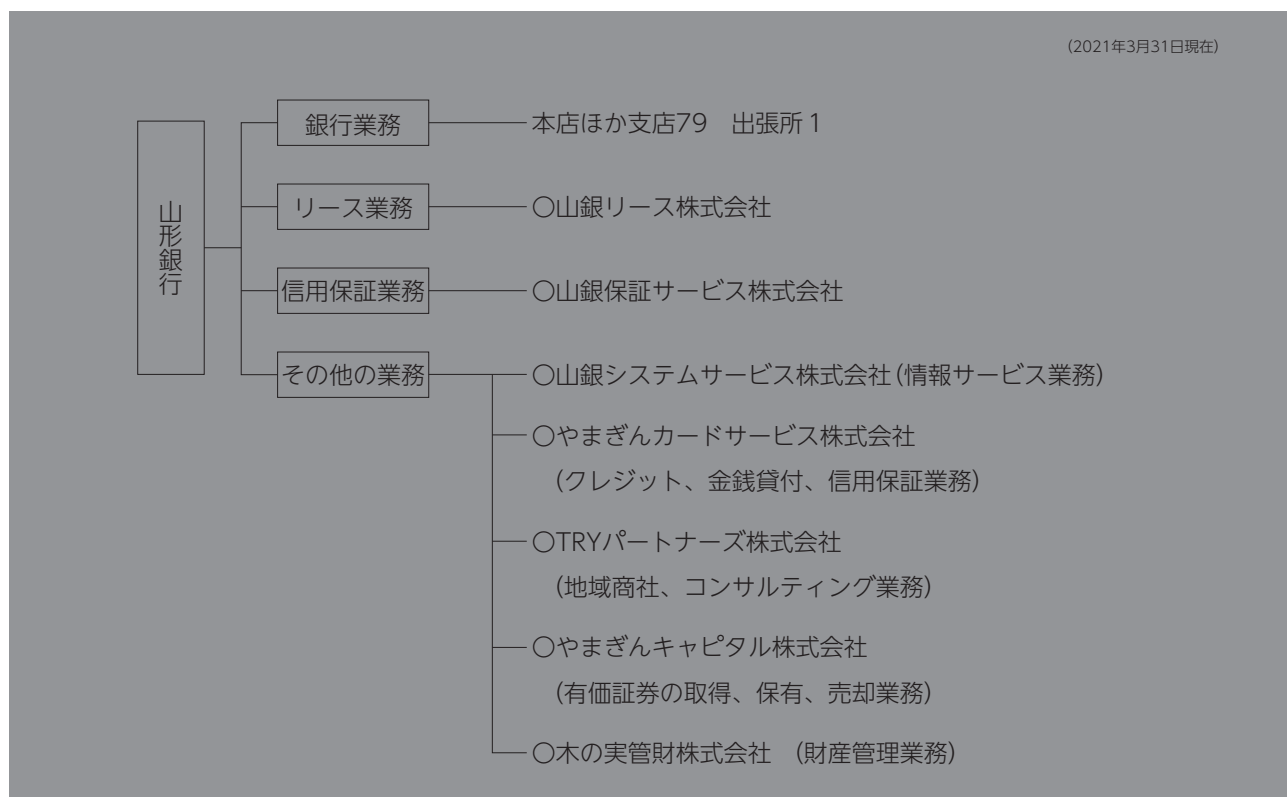 (2021年3月31日現在)
山形銀行
銀行業務
本店ほか支店79　出張所1
リース業務
○山銀リース株式会社
信用保証業務
○山銀保証サービス株式会社
その他の業務
○山銀システムサービス株式会社(情報サービス業務)
○やまぎんカードサービス株式会社
(クレジット、金銭貸付、信用保証業務)
○TRYパートナーズ株式会社
(地域商社、コンサルティング業務)
○やまぎんキャピタル株式会社
(有価証券の取得、保有、売却業務)
○木の実管財株式会社　(財産管理業務)